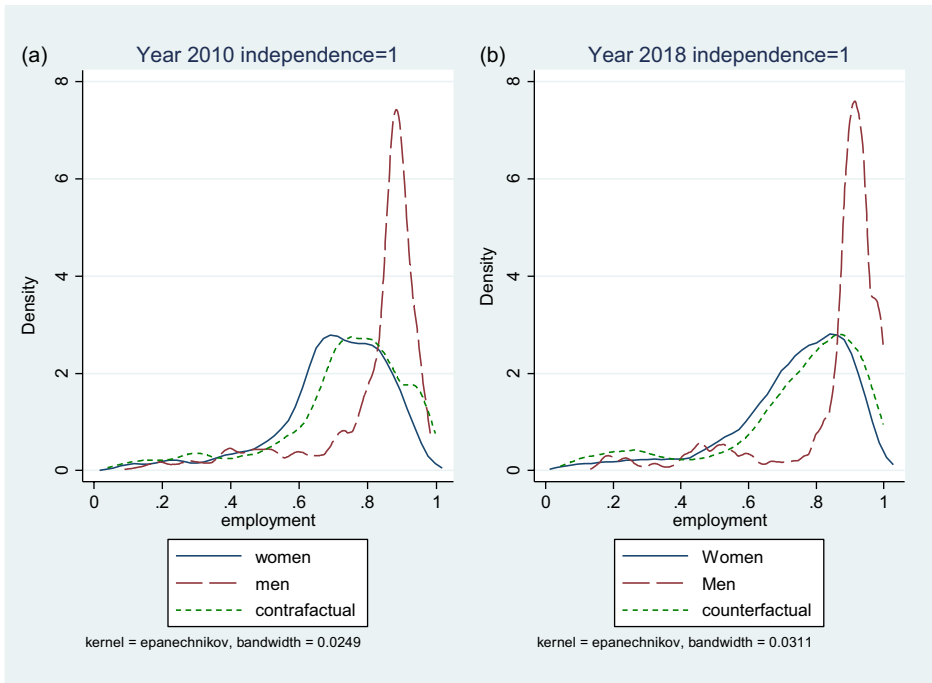 (a)
Year 2010 independence=1
8
6
4
2
0
Density
0 .2 .4 .6 .8 1
employment
women
men
contrafactual
kernel = epanechnikov, bandwidth = 0.0249
(b)
Year 2018 independence=1
8
6
4
2
0
Density
0 .2 .4 .6 .8 1
employment
Women
Men
counterfactual
kernel = epanechnikov, bandwidth = 0.0311